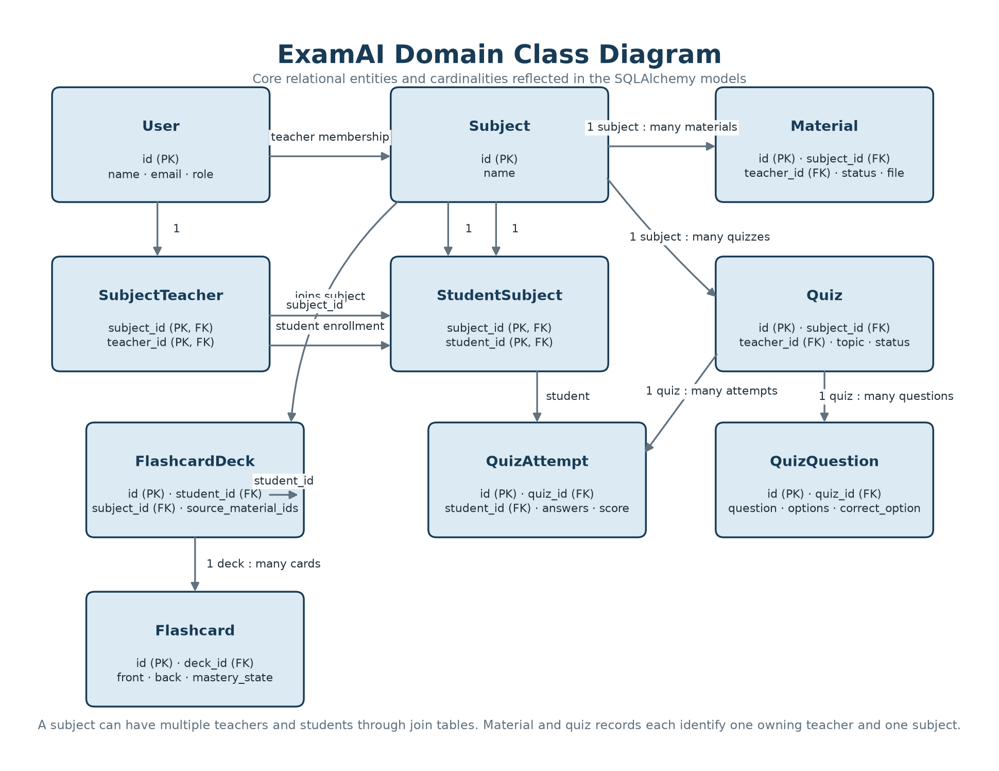 ExamAI Domain Class Diagram
Core relational entities and cardinalities reflected in the SQLAlchemy models
User
id (PK)
name · email · role
teacher membership
Subject
id (PK)
name
1 subject : many materials
Material
id (PK) · subject_id (FK)
teacher_id (FK) · status · file
1
1
1
1 subject : many quizzes
SubjectTeacher
subject_id (PK, FK)
teacher_id (PK, FK)
joins subject
subject_id
student enrollment
StudentSubject
subject_id (PK, FK)
student_id (PK, FK)
Quiz
id (PK) · subject_id (FK)
teacher_id (FK) · topic · status
student
1 quiz : many attempts
1 quiz : many questions
FlashcardDeck
student_id
id (PK) · student_id (FK)
subject_id (FK) · source_material_ids
QuizAttempt
id (PK) · quiz_id (FK)
student_id (FK) · answers · score
QuizQuestion
id (PK) · quiz_id (FK)
question · options · correct_option
1 deck : many cards
Flashcard
id (PK) · deck_id (FK)
front · back · mastery_state
A subject can have multiple teachers and students through join tables. Material and quiz records each identify one owning teacher and one subject.